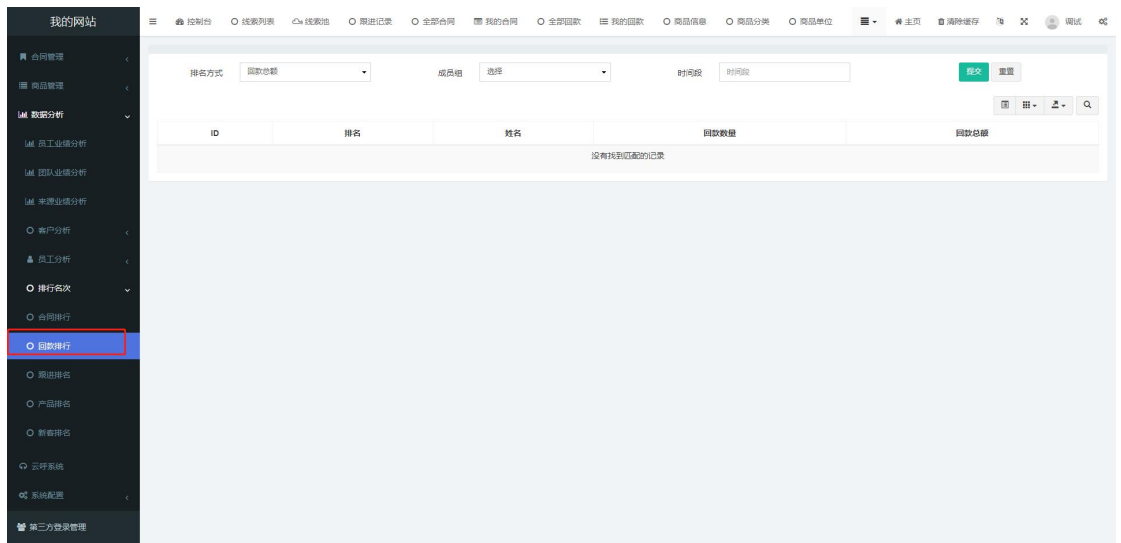 我的网站
控制台 线索列表 线索池 跟进记录 全部合同 我的合同 全部回款 我的回款 商品信息 商品分类 商品单位 主页 清除缓存 调试
合同管理
商品管理
数据分析
员工业绩分析
团队业绩分析
来源业绩分析
客户分析
员工分析
排行名次
合同排行
回款排行
跟进排名
产品排名
新客排名
云呼系统
系统配置
第三方登录管理
排名方式 回款总额 成员组 选择 时间段 时间段 提交 重置
ID 排名 姓名 回款数量 回款总额
没有找到匹配的记录